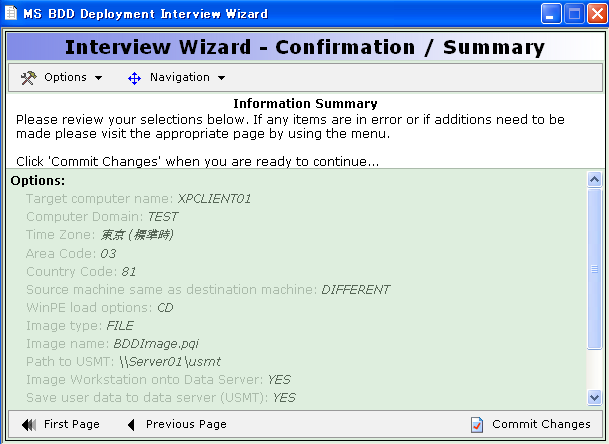 MS BDD Deployment Interview Wizard
Interview Wizard - Confirmation / Summary
Options Navigation
Information Summary
Please review your selections below. If any items are in error or if additions need to be
made please visit the appropriate page by using the menu.
Click 'Commit Changes' when you are ready to continue...
Options:
Target computer name: XPCLIENT01
Computer Domain: TEST
Time Zone: 東京 (標準時)
Area Code: 03
Country Code: 81
Source machine same as destination machine: DIFFERENT
WinPE load options: CD
Image type: FILE
Image name: BDDImage.pqi
Path to USMT: \\Server01\usmt
Image Workstation onto Data Server: YES
Save user data to data server (USMT): YES
First Page Previous Page Commit Changes